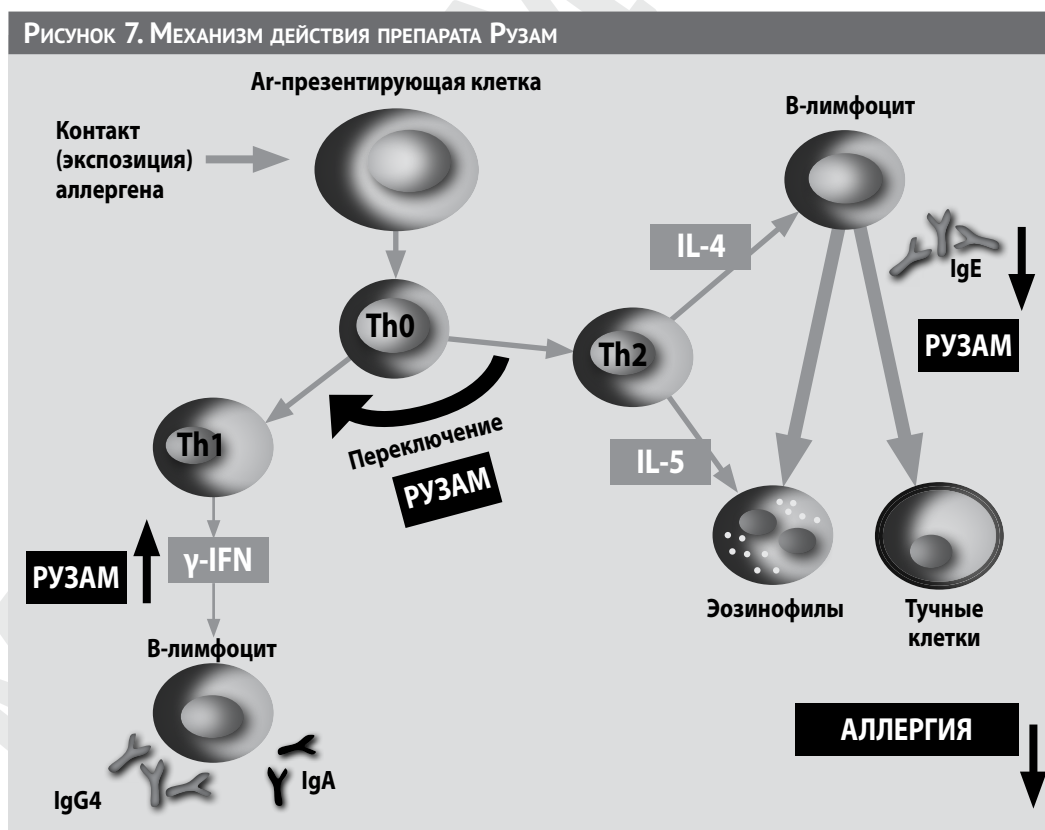 Рисунок 7. Механизм действия препарата Рузам
Ar-презентирующая клетка
В-лимфоцит
Контакт
(экспозиция)
аллергена
IL-4
IgE
Th0
Th2
РУЗАМ
Переключение
РУЗАМ
Th1
IL-5
РУЗАМ
γ-IFN
Эозинофилы
Тучные
клетки
В-лимфоцит
АЛЛЕРГИЯ
IgG4
IgA